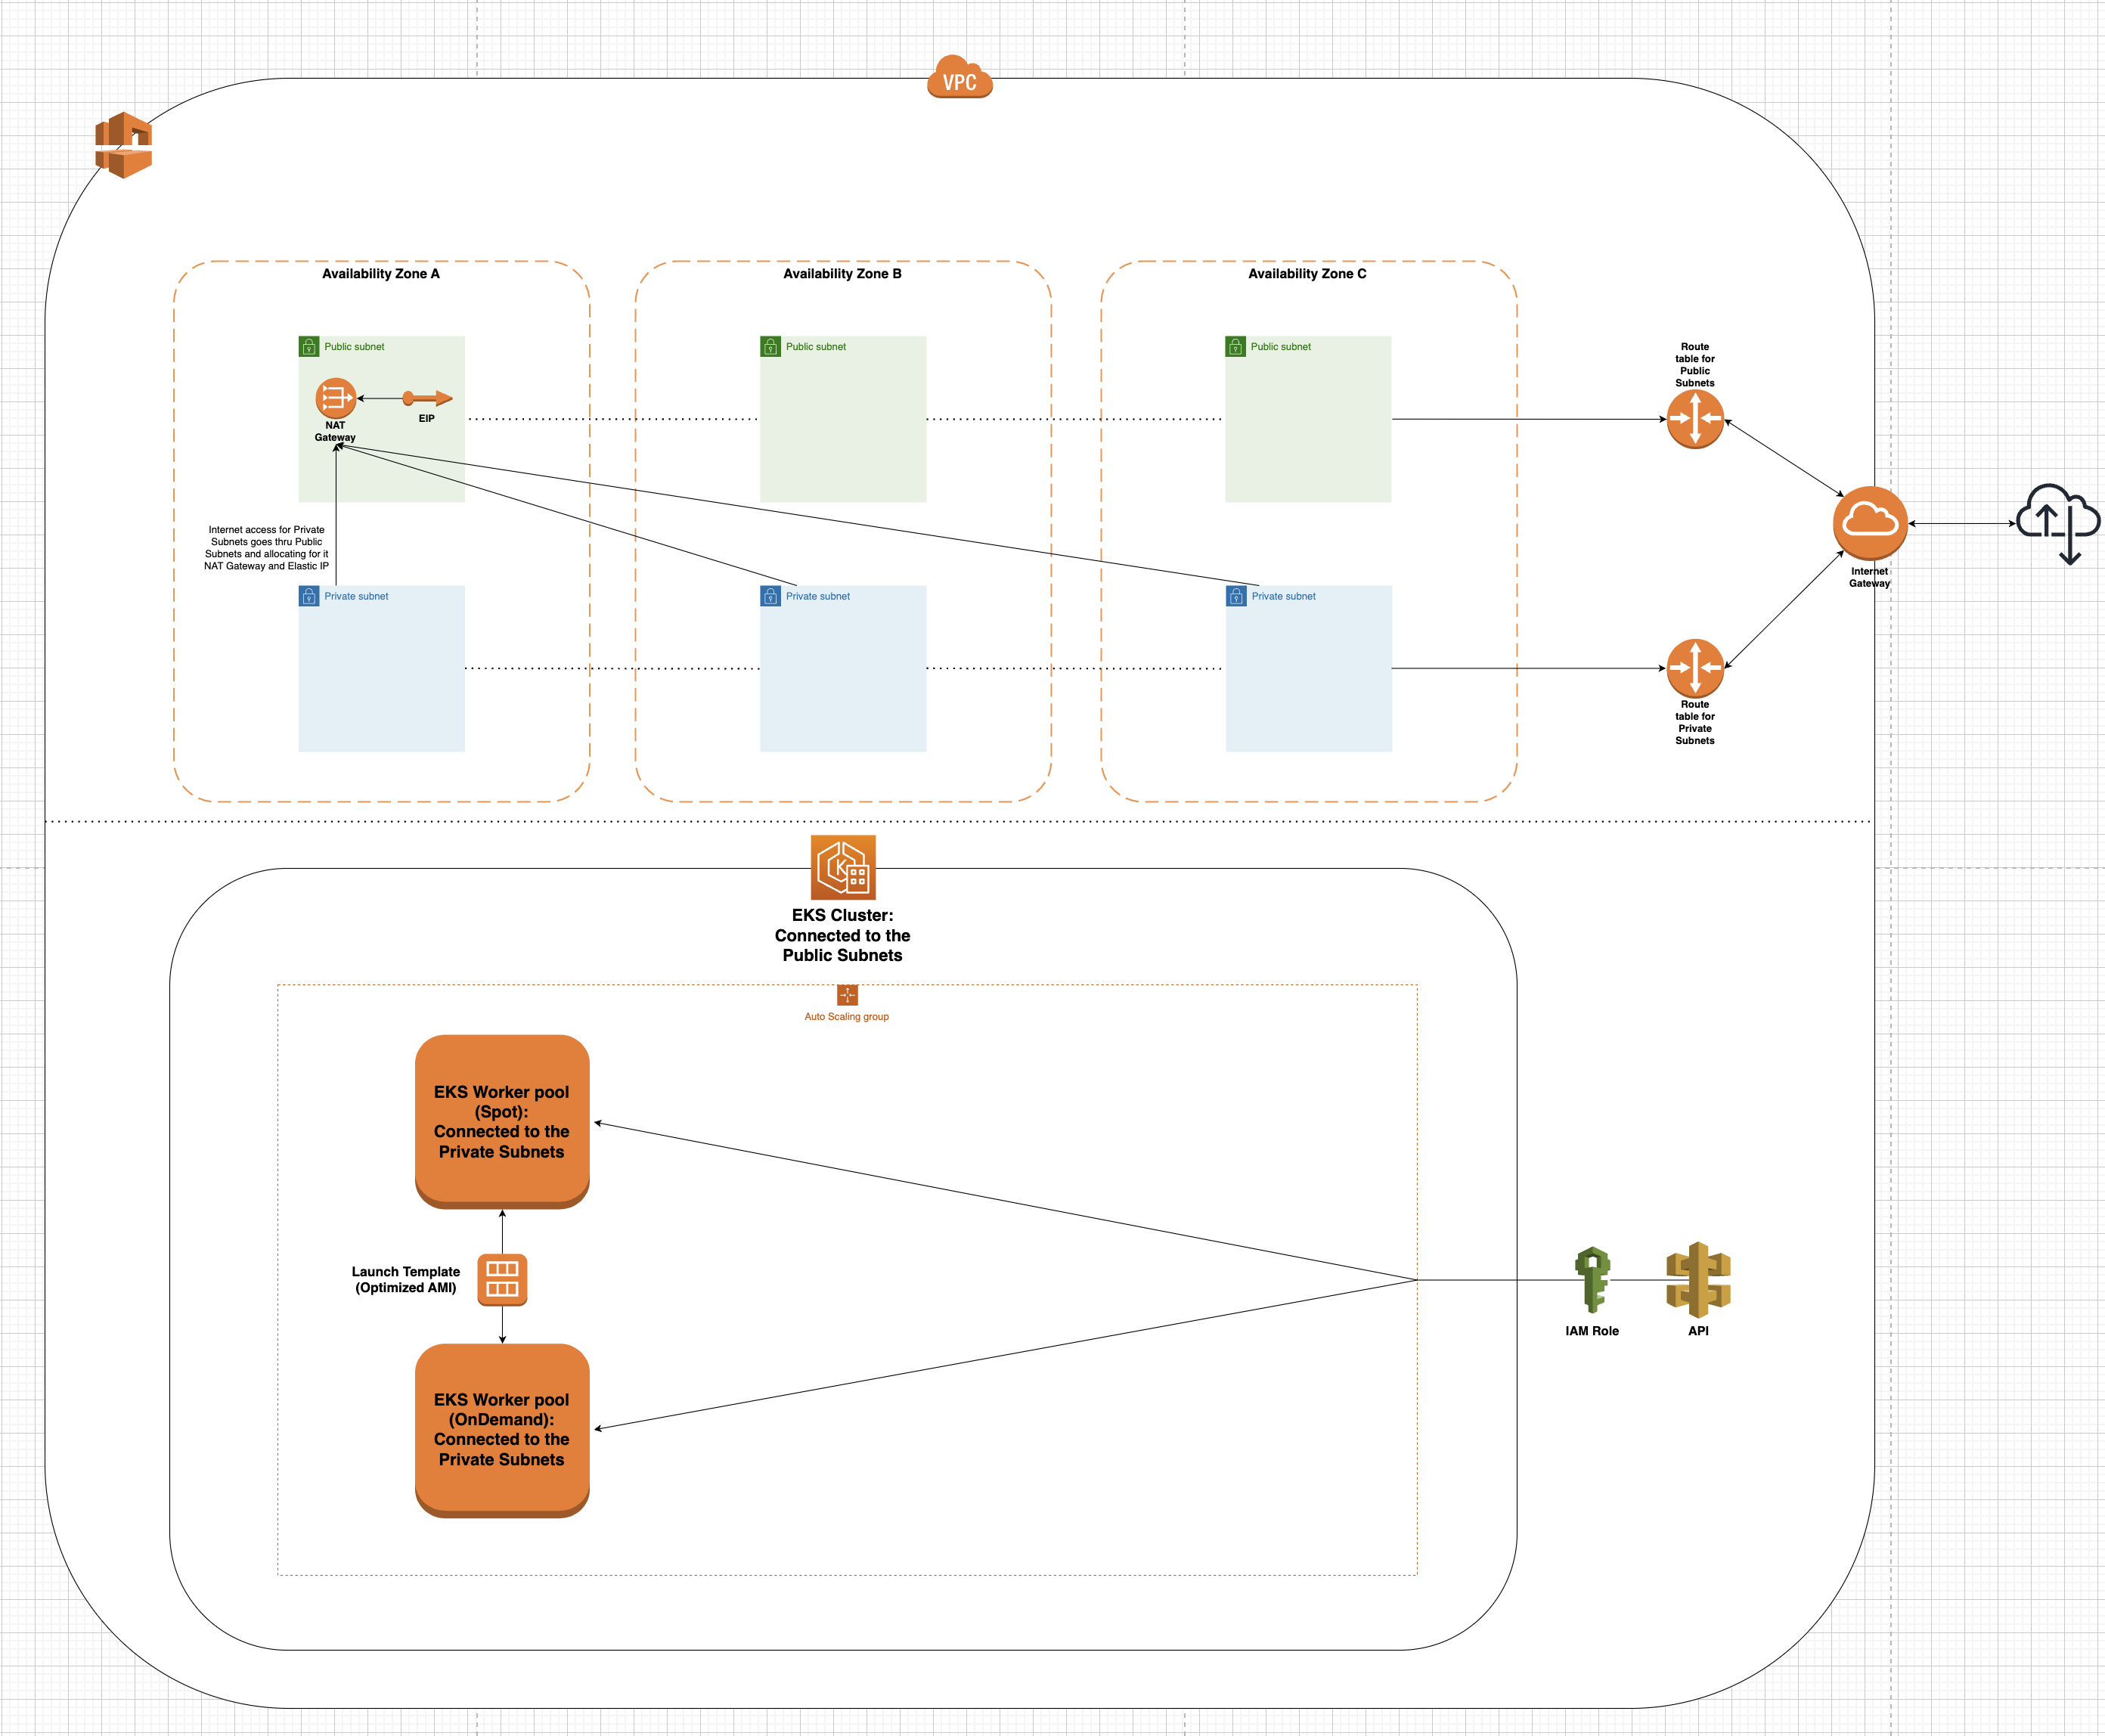 VPC
Availability Zone A
Availability Zone B
Availability Zone C
Public subnet
Public subnet
Public subnet
Route
table for
Public
Subnets
NAT
Gateway
EIP
Internet access for Private
Subnets goes thru Public
Subnets and allocating for it
NAT Gateway and Elastic IP
Internet
Gateway
Private subnet
Private subnet
Private subnet
Route
table for
Private
Subnets
K
EKS Cluster:
Connected to the
Public Subnets
Auto Scaling group
EKS Worker pool
(Spot):
Connected to the
Private Subnets
Launch Template
(Optimized AMI)
IAM Role
API
EKS Worker pool
(OnDemand):
Connected to the
Private Subnets